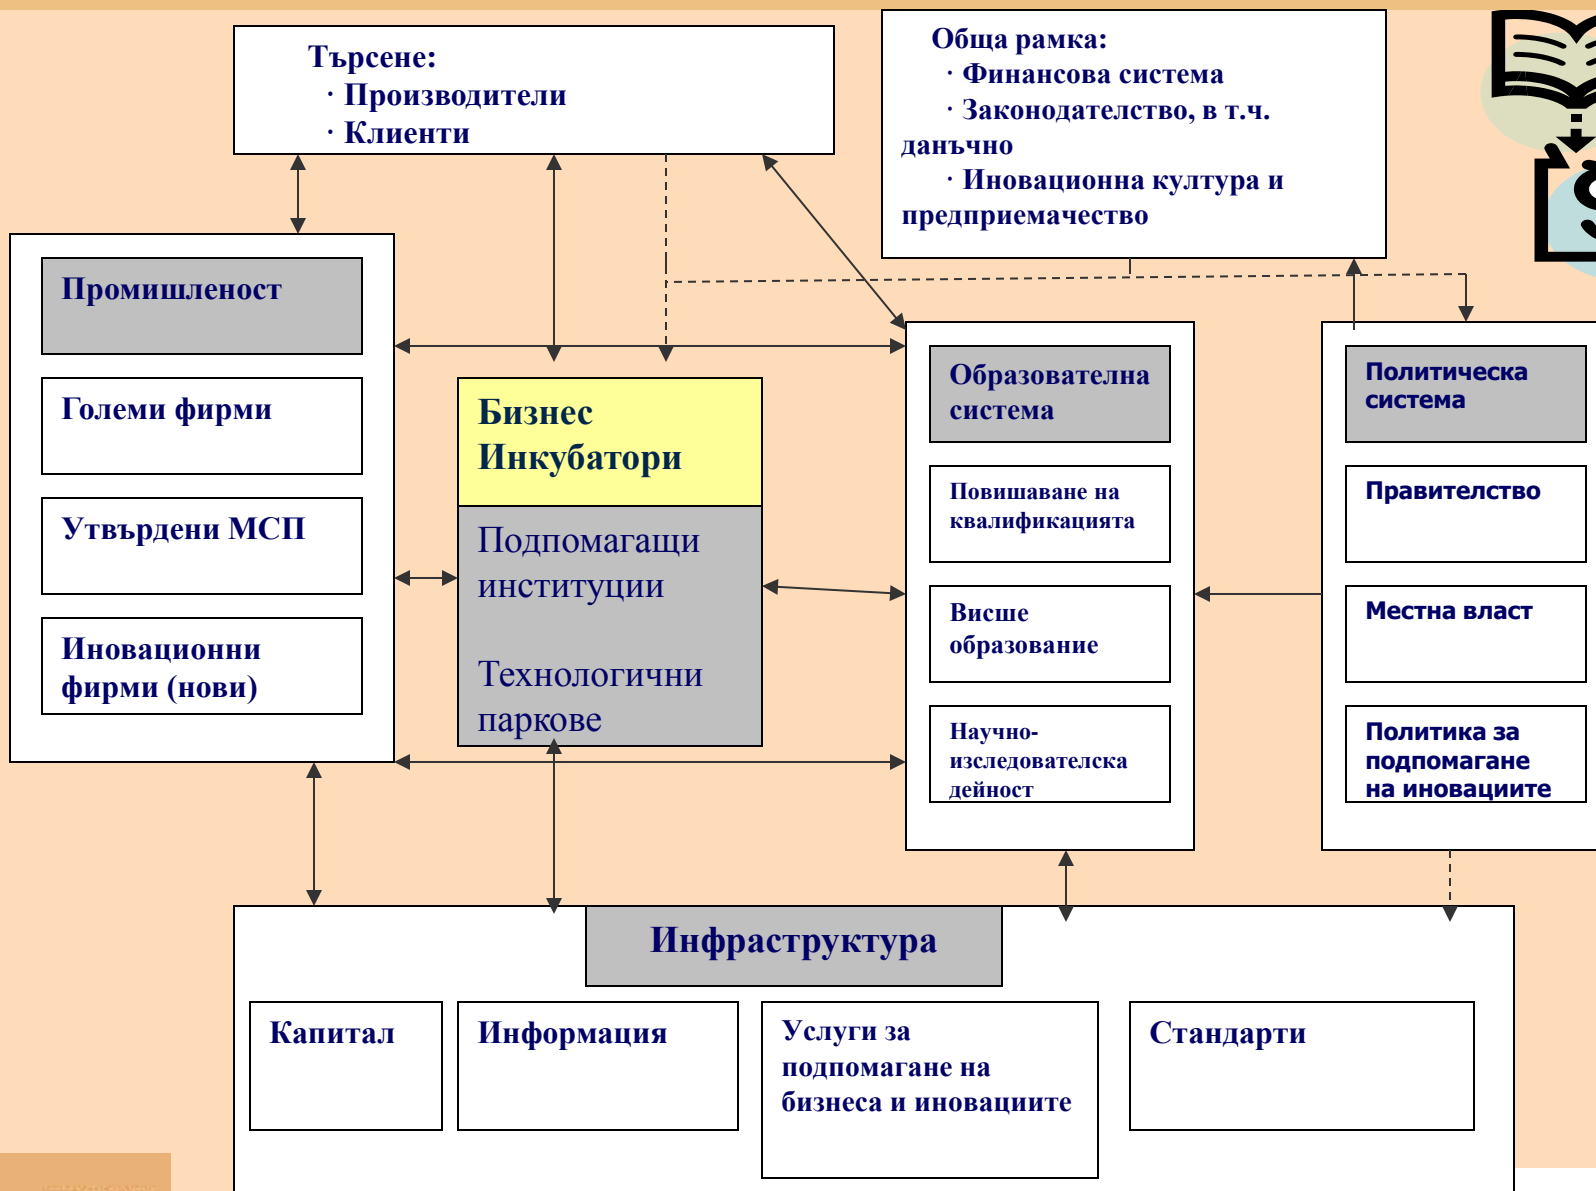 Търсене:
· Производители
· Клиенти
Обща рамка:
· Финансова система
· Законодателство, в т.ч.
данъчно
· Иновационна култура и
предприемачество
Промишленост
Големи фирми
Утвърдени МСП
Иновационни
фирми (нови)
Бизнес
Инкубатори
Подпомагащи
институции
Технологични
паркове
Образователна
система
Повишаване на
квалификацията
Висше
образование
Научно-
изследователска
дейност
Политическа
система
Правителство
Местна власт
Политика за
подпомагане
на иновациите
Инфраструктура
Капитал
Информация
Услуги за
подпомагане на
бизнеса и иновациите
Стандарти